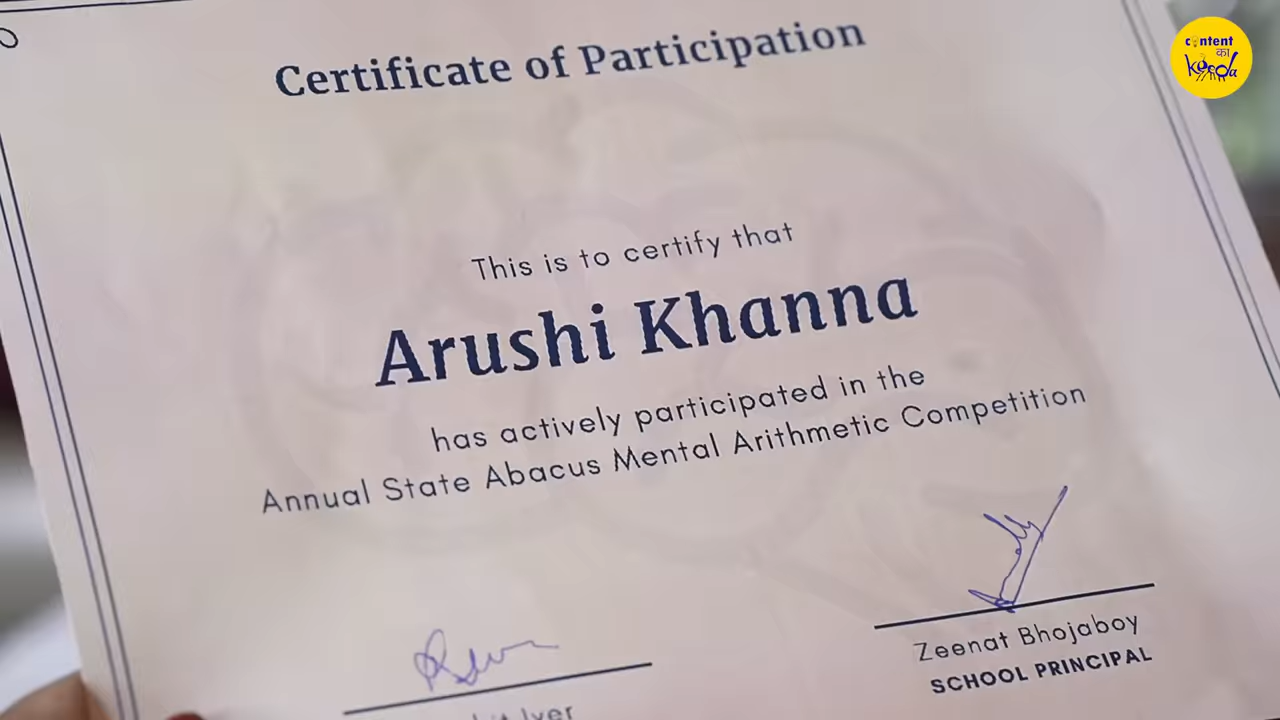 content
का
keeda
Certificate of Participation
This is to certify that
Arushi Khanna
has actively participated in the
Annual State Abacus Mental Arithmetic Competition
Zeenat Bhojaboy
SCHOOL PRINCIPAL
Iyer